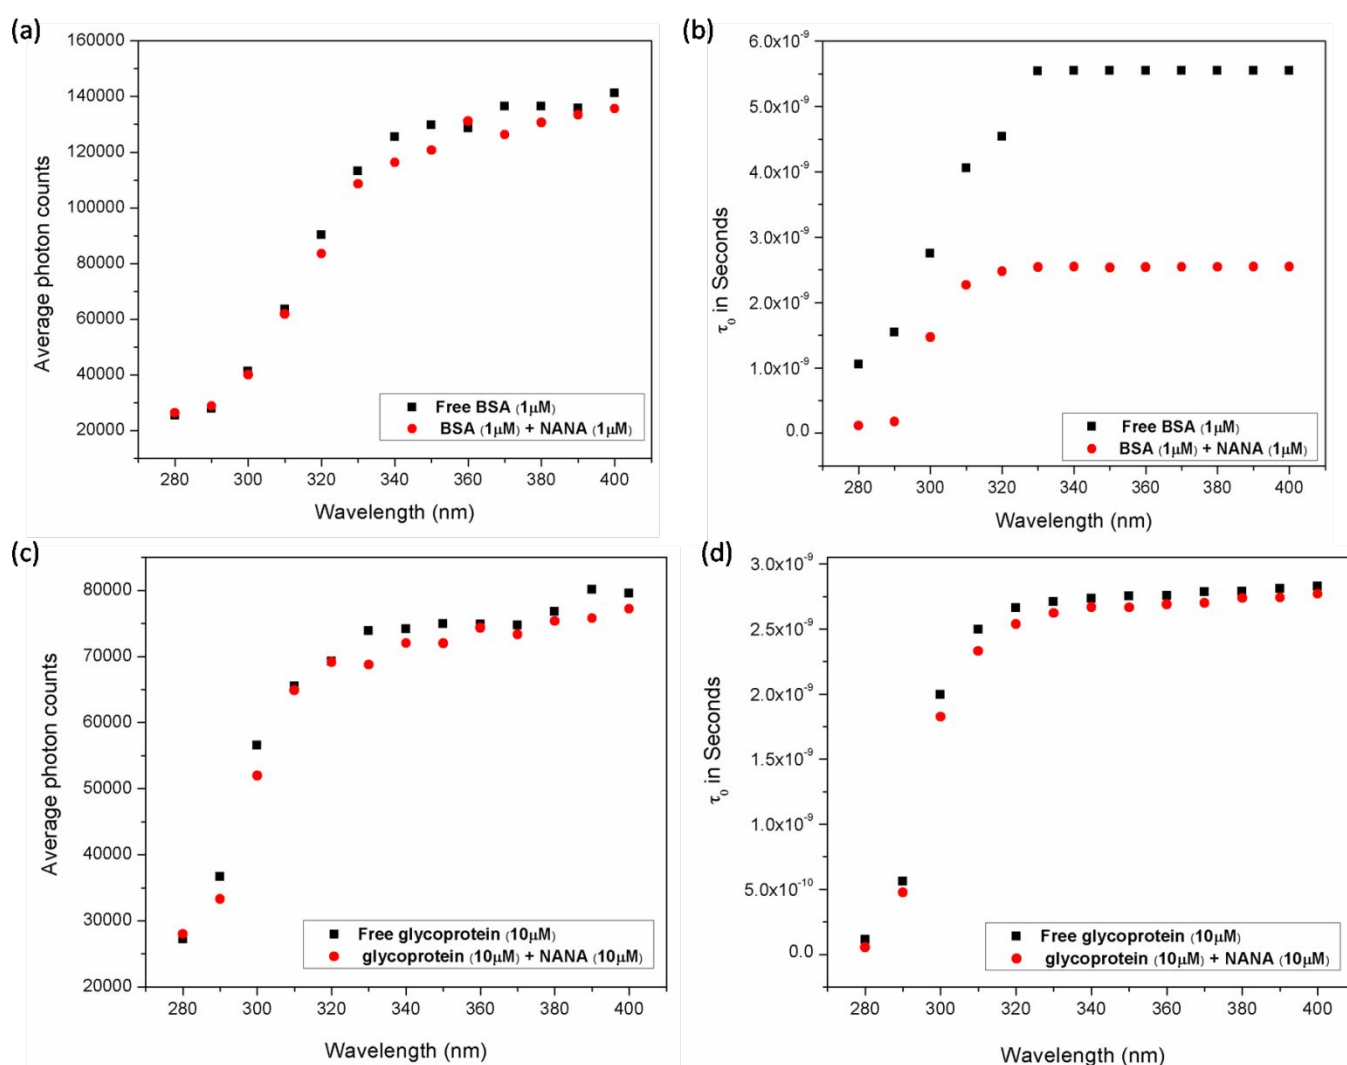 (a)
160000
140000
120000
100000
80000
60000
40000
20000
Average photon counts
280 300 320 340 360 380 400
Wavelength (nm)
Free BSA (1μM)
BSA (1μM) + NANA (1μM)
(b)
6.0x10⁻⁹
5.0x10⁻⁹
4.0x10⁻⁹
3.0x10⁻⁹
2.0x10⁻⁹
1.0x10⁻⁹
0.0
τ₀ in Seconds
280 300 320 340 360 380 400
Wavelength (nm)
Free BSA (1μM)
BSA (1μM) + NANA (1μM)
(c)
80000
70000
60000
50000
40000
30000
20000
Average photon counts
280 300 320 340 360 380 400
Wavelength (nm)
Free glycoprotein (10μM)
glycoprotein (10μM) + NANA (10μM)
(d)
3.0x10⁻⁹
2.5x10⁻⁹
2.0x10⁻⁹
1.5x10⁻⁹
1.0x10⁻⁹
5.0x10⁻¹⁰
0.0
τ₀ in Seconds
280 300 320 340 360 380 400
Wavelength (nm)
Free glycoprotein (10μM)
glycoprotein (10μM) + NANA (10μM)